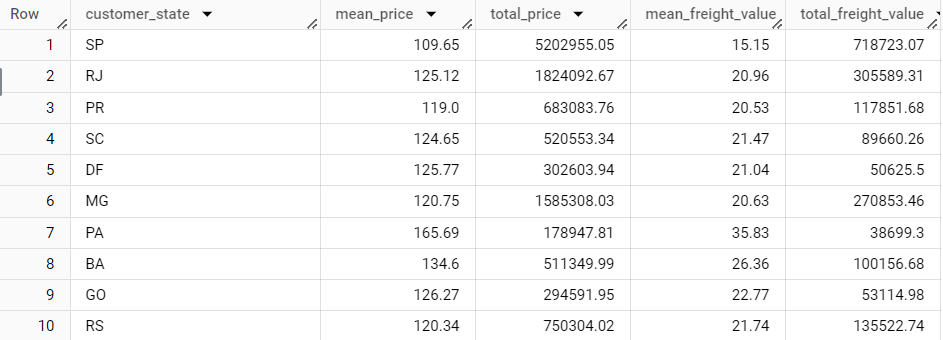 Row customer_state mean_price total_price mean_freight_value total_freight_value
1 SP 109.65 5202955.05 15.15 718723.07
2 RJ 125.12 1824092.67 20.96 305589.31
3 PR 119.0 683083.76 20.53 117851.68
4 SC 124.65 520553.34 21.47 89660.26
5 DF 125.77 302603.94 21.04 50625.5
6 MG 120.75 1585308.03 20.63 270853.46
7 PA 165.69 178947.81 35.83 38699.3
8 BA 134.6 511349.99 26.36 100156.68
9 GO 126.27 294591.95 22.77 53114.98
10 RS 120.34 750304.02 21.74 135522.74